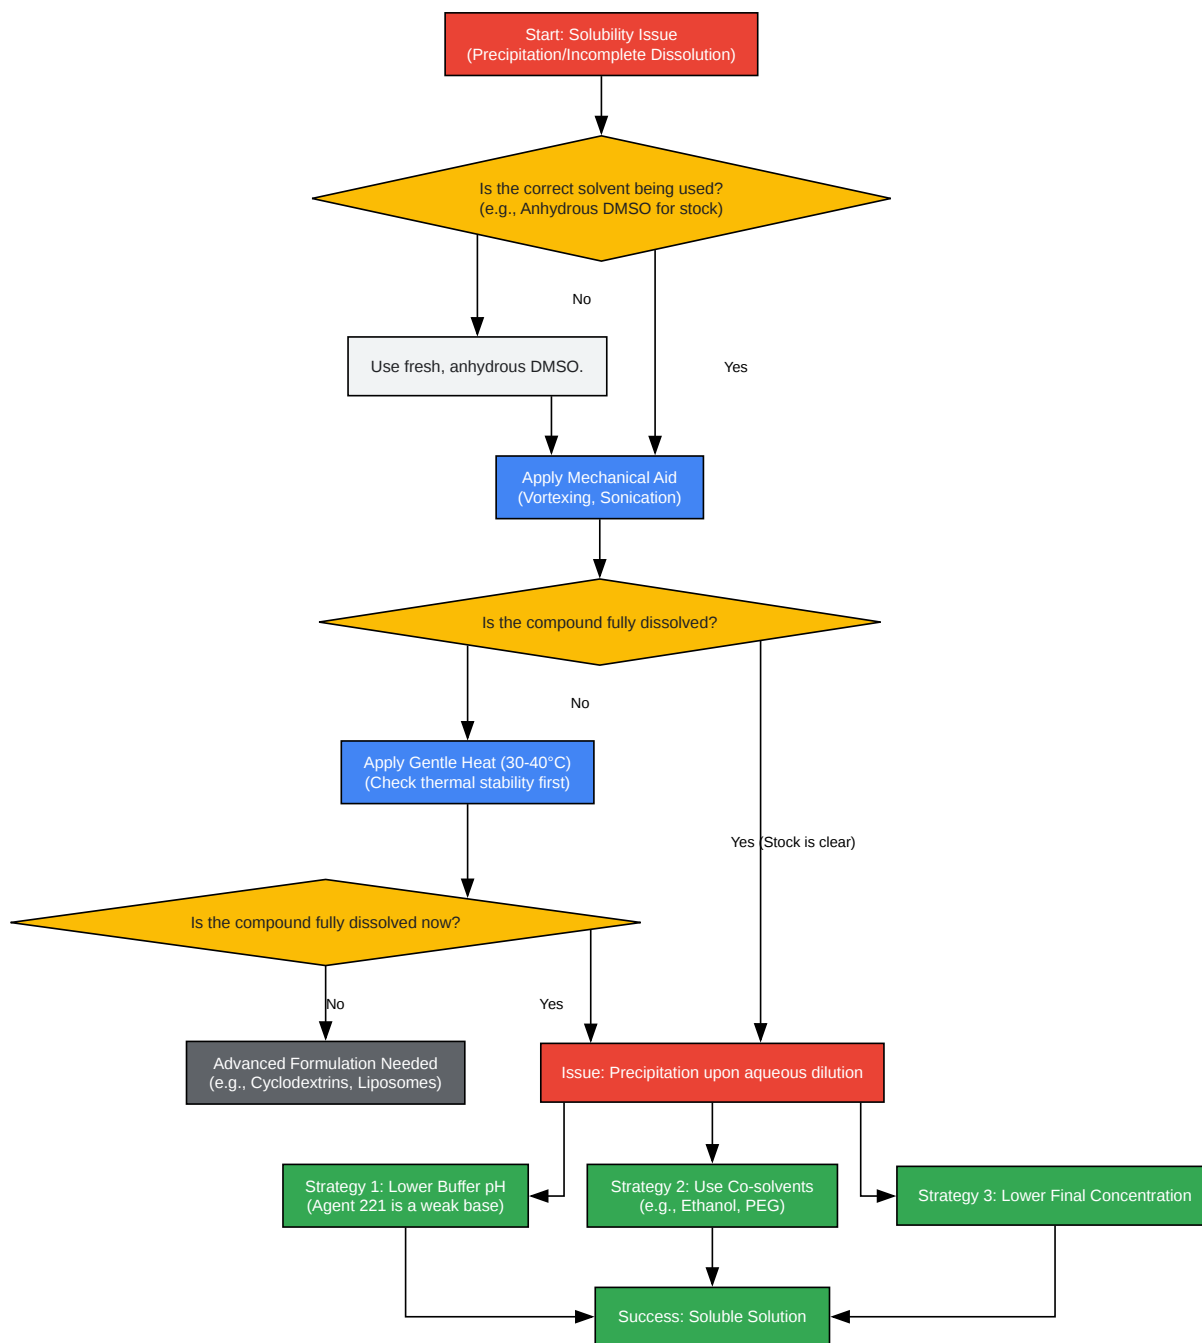 Start: Solubility Issue
(Precipitation/Incomplete Dissolution)
Is the correct solvent being used?
(e.g., Anhydrous DMSO for stock)
No
Use fresh, anhydrous DMSO.
Yes
Apply Mechanical Aid
(Vortexing, Sonication)
Is the compound fully dissolved?
No
Apply Gentle Heat (30-40°C)
(Check thermal stability first)
Yes (Stock is clear)
Is the compound fully dissolved now?
No
Yes
Advanced Formulation Needed
(e.g., Cyclodextrins, Liposomes)
Issue: Precipitation upon aqueous dilution
Strategy 1: Lower Buffer pH
(Agent 221 is a weak base)
Strategy 2: Use Co-solvents
(e.g., Ethanol, PEG)
Strategy 3: Lower Final Concentration
Success: Soluble Solution